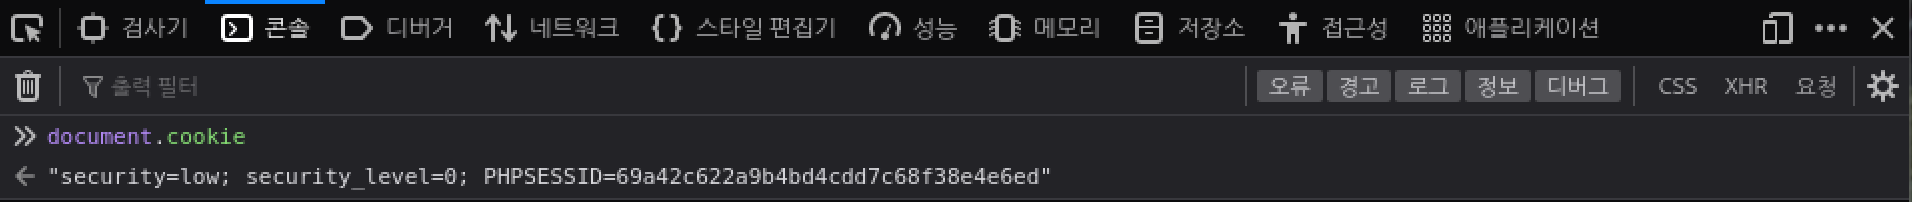 검사기 콘솔 디버거 네트워크 스타일 편집기 성능 메모리 저장소 접근성 애플리케이션
출력 필터 오류 경고 로그 정보 디버그 CSS XHR 요청
document.cookie
"security=low; security_level=0; PHPSESSID=69a42c622a9b4bd4cdd7c68f38e4e6ed"